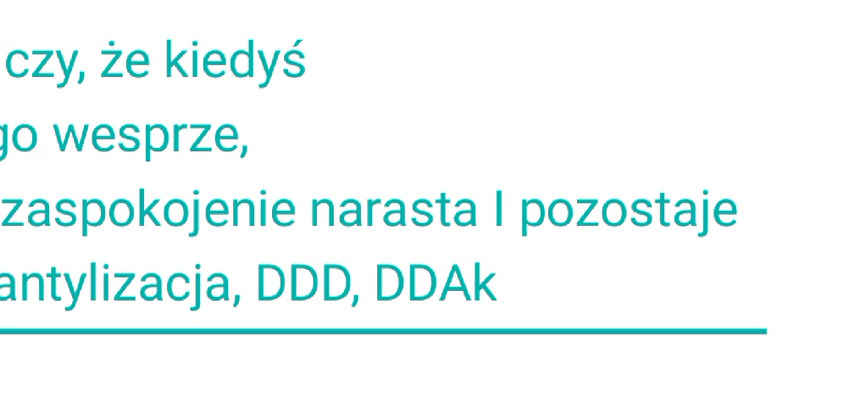 czy, że kiedyś
go wesprze,
zaspokojenie narasta I pozostaje
antylizacja, DDD, DDAk